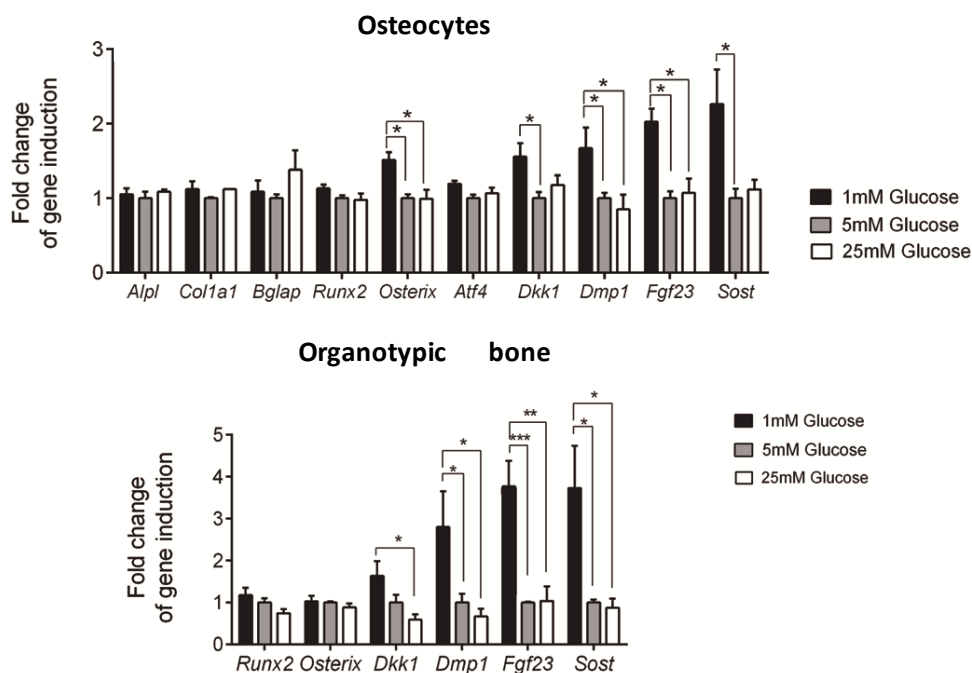 Osteocytes
Fold change
of gene induction
3
2
1
0
* * * * * * * * *
Alpl Col1a1 Bglap Runx2 Osterix Atf4 Dkk1 Dmp1 Fgf23 Sost
1mM Glucose
5mM Glucose
25mM Glucose
Organotypic bone
Fold change
of gene induction
5
4
3
2
1
0
* * * *** ** * *
Runx2 Osterix Dkk1 Dmp1 Fgf23 Sost
1mM Glucose
5mM Glucose
25mM Glucose